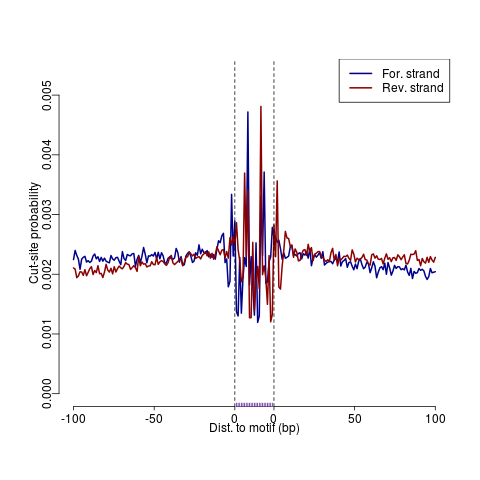 For. strand
Rev. strand
Cut-site probability
0.005
0.004
0.003
0.002
0.001
0.000
-100 -50 0 0 50 100
Dist. to motif (bp)